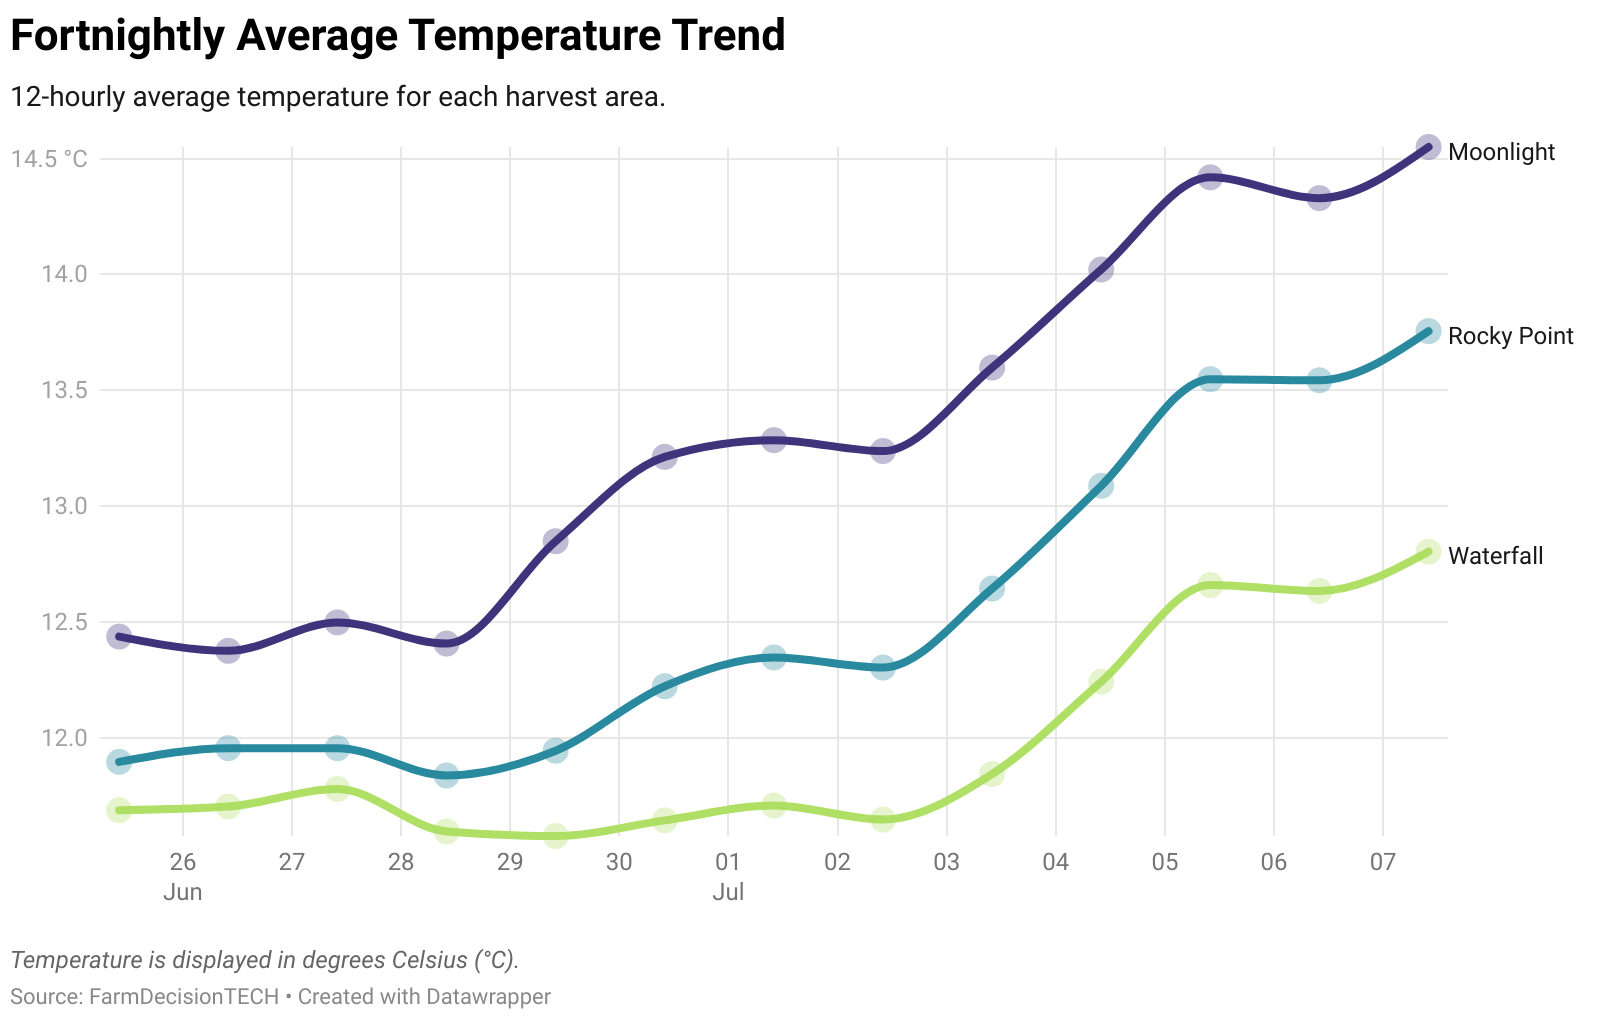 Fortnightly Average Temperature Trend
12-hourly average temperature for each harvest area.
14.5 °C
14.0
13.5
13.0
12.5
12.0
Moonlight
Rocky Point
Waterfall
26 27 28 29 30 01 02 03 04 05 06 07
Jun Jul
Temperature is displayed in degrees Celsius (°C).
Source: FarmDecisionTECH • Created with Datawrapper